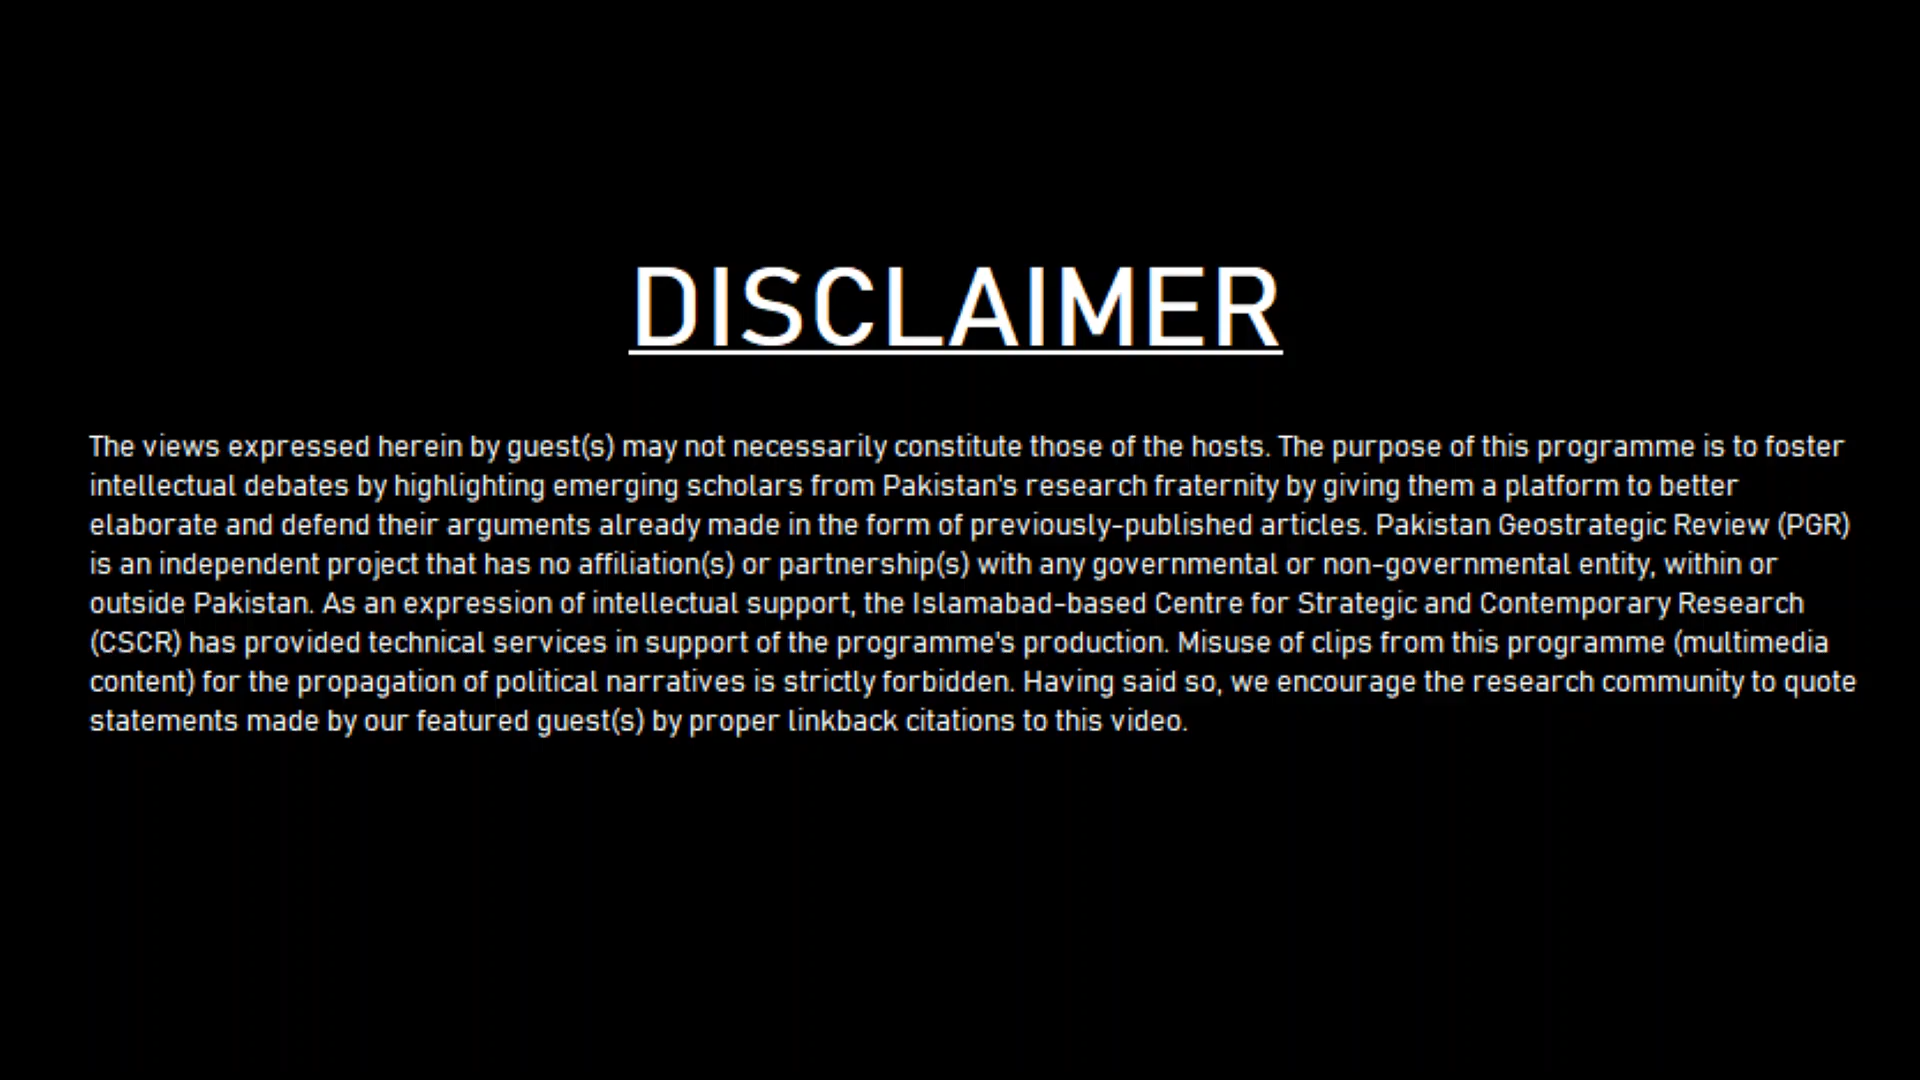 DISCLAIMER
The views expressed herein by guest(s) may not necessarily constitute those of the hosts. The purpose of this programme is to foster
intellectual debates by highlighting emerging scholars from Pakistan's research fraternity by giving them a platform to better
elaborate and defend their arguments already made in the form of previously-published articles. Pakistan Geostrategic Review (PGR)
is an independent project that has no affiliation(s) or partnership(s) with any governmental or non-governmental entity, within or
outside Pakistan. As an expression of intellectual support, the Islamabad-based Centre for Strategic and Contemporary Research
(CSCR) has provided technical services in support of the programme's production. Misuse of clips from this programme (multimedia
content) for the propagation of political narratives is strictly forbidden. Having said so, we encourage the research community to quote
statements made by our featured guest(s) by proper linkback citations to this video.